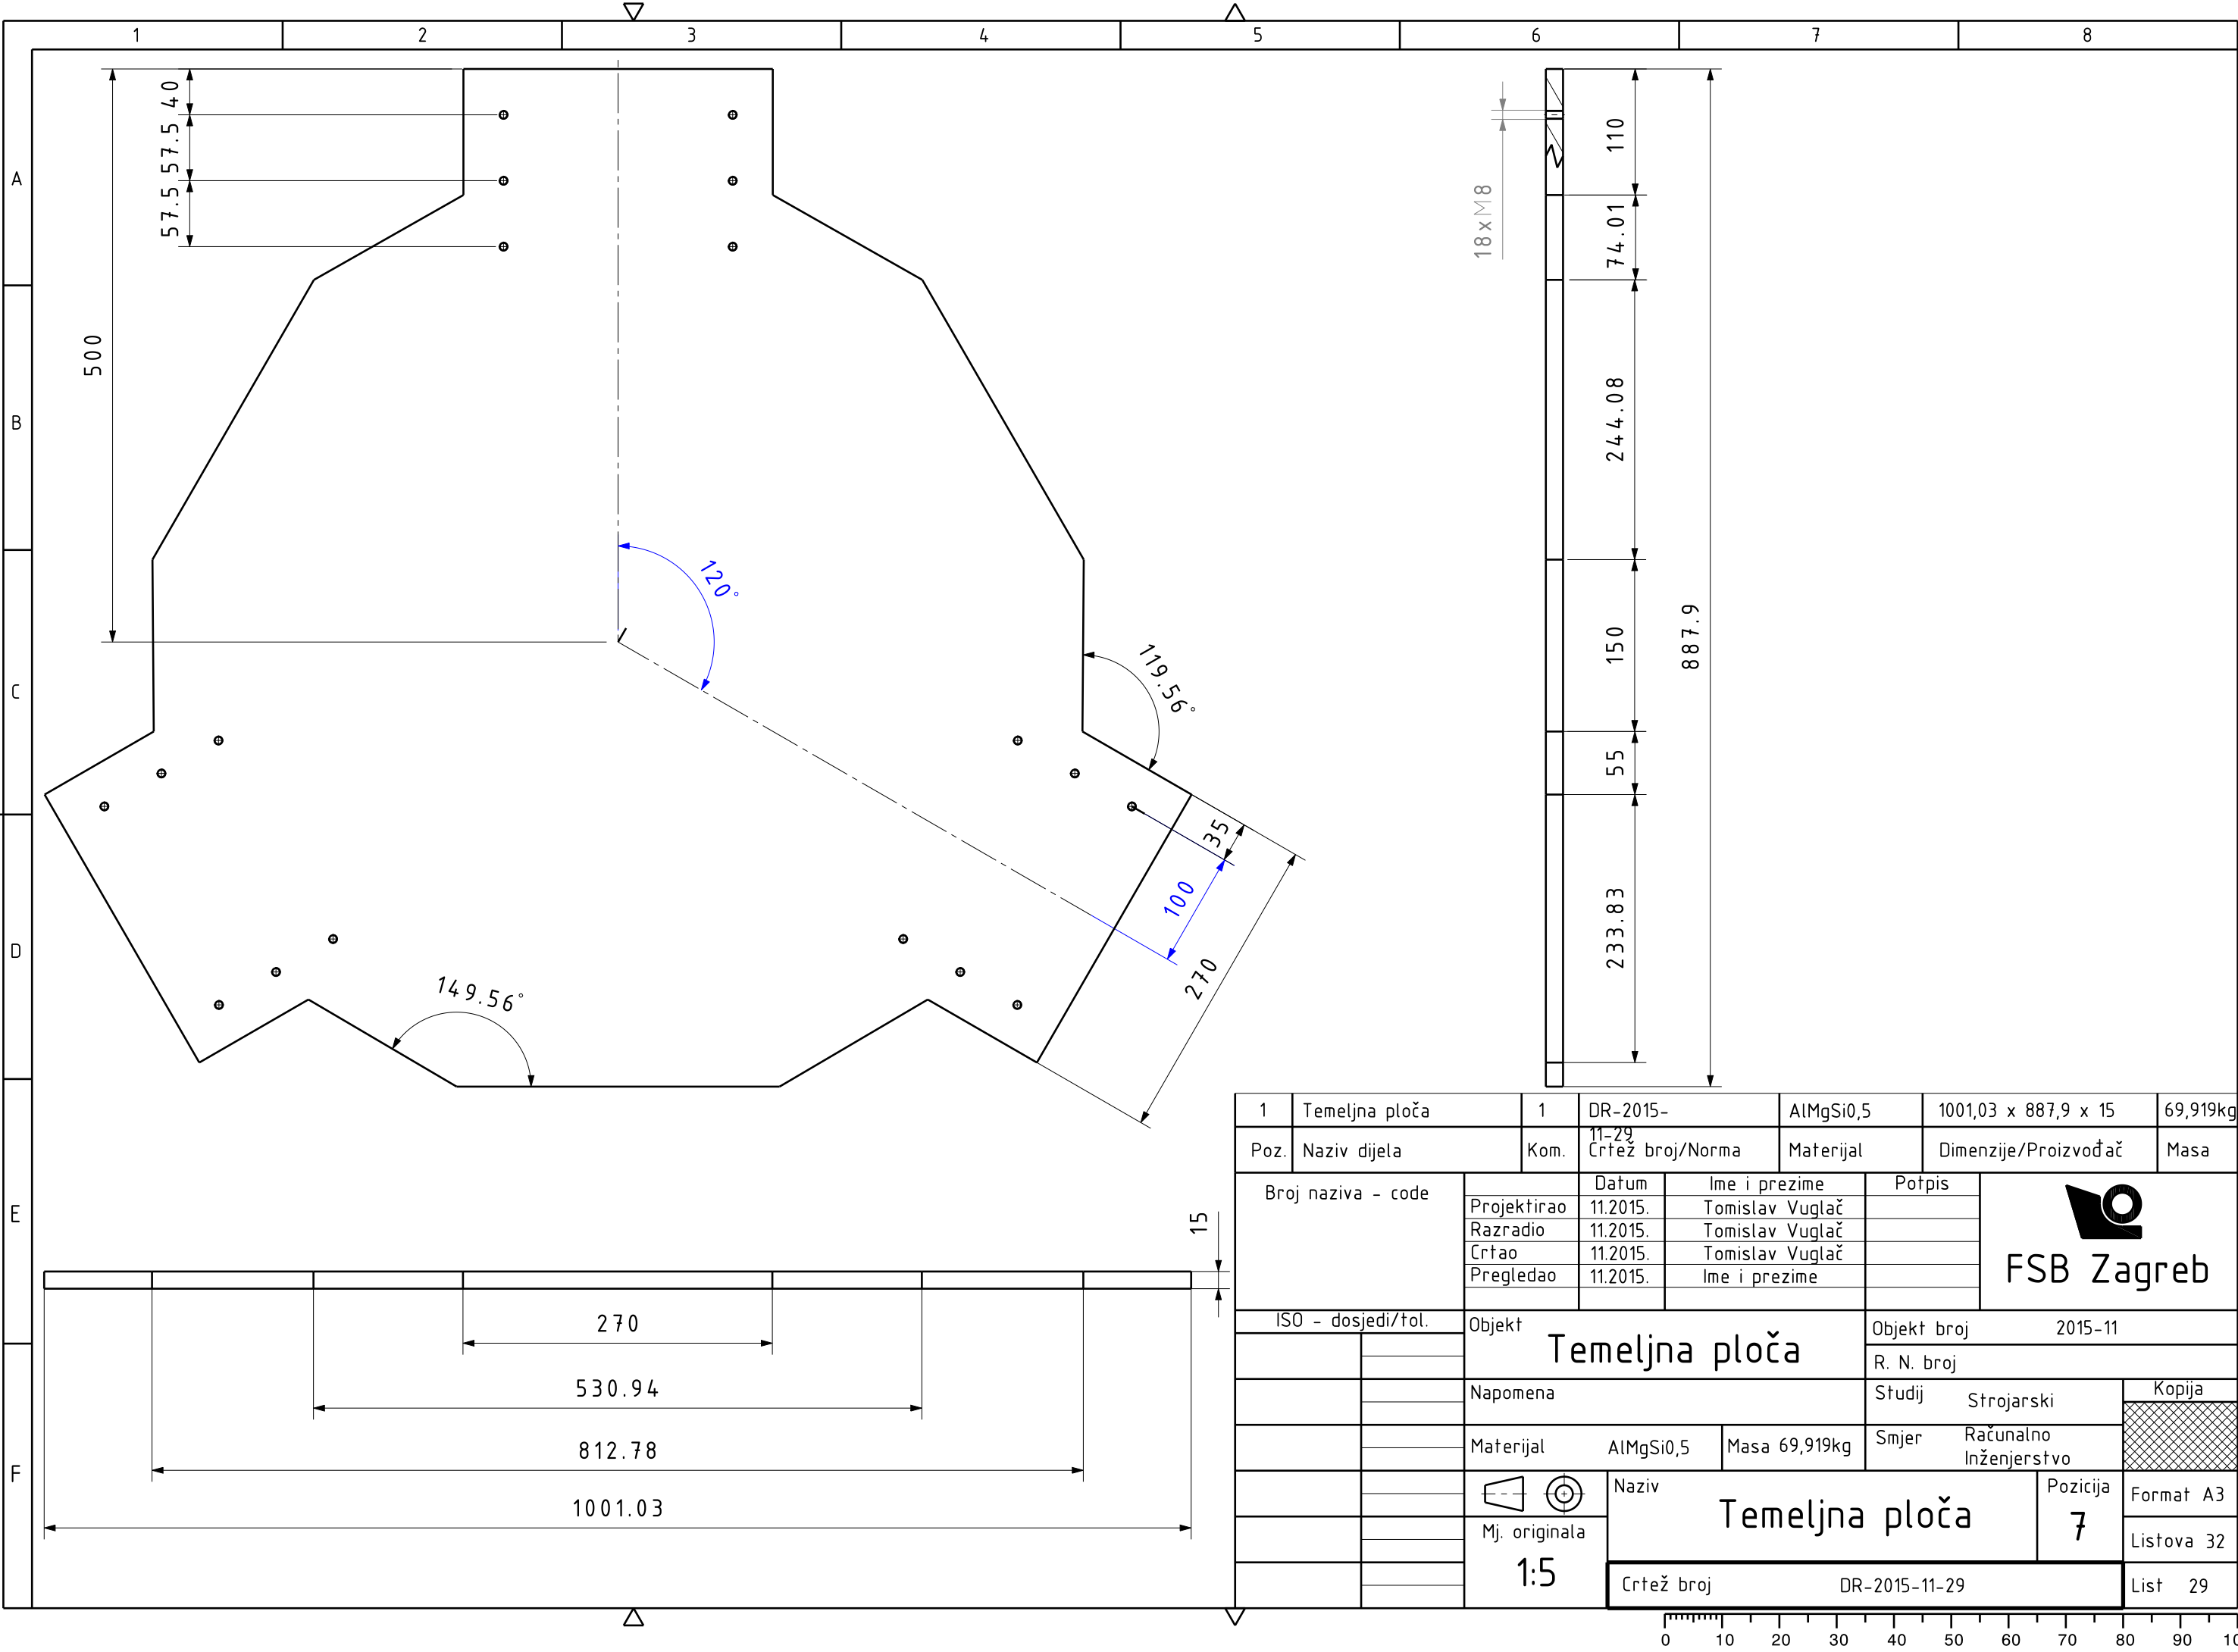 1 2 3 4 5 6 7 8
A
B
C
D
E
F
40
57.5
57.5
500
120°
119.56°
35
100
270
149.56°
18xM8
110
74.01
244.08
150
55
233.83
887.9
15
270
530.94
812.78
1001.03
1 Temeljna ploča 1 DR-2015-11-29 AlMgSi0,5 1001,03 x 887,9 x 15 69,919kg
Poz. Naziv dijela Kom. Crtež broj/Norma Materijal Dimenzije/Proizvođač Masa
Broj naziva - code
Datum Ime i prezime Potpis
Projektirao 11.2015. Tomislav Vuglač
Razradio 11.2015. Tomislav Vuglač
Crtao 11.2015. Tomislav Vuglač
Pregledao 11.2015. Ime i prezime
FSB Zagreb
ISO - dosjedi/tol.
Objekt
Temeljna ploča
Objekt broj 2015-11
R. N. broj
Napomena
Studij Strojarski
Kopija
Materijal AlMgSi0,5 Masa 69,919kg
Smjer Računalno
Inženjerstvo
Naziv
Temeljna ploča
Pozicija
7
Format A3
Mj. originala
1:5
Listova 32
Crtež broj DR-2015-11-29
List 29
0 10 20 30 40 50 60 70 80 90 10